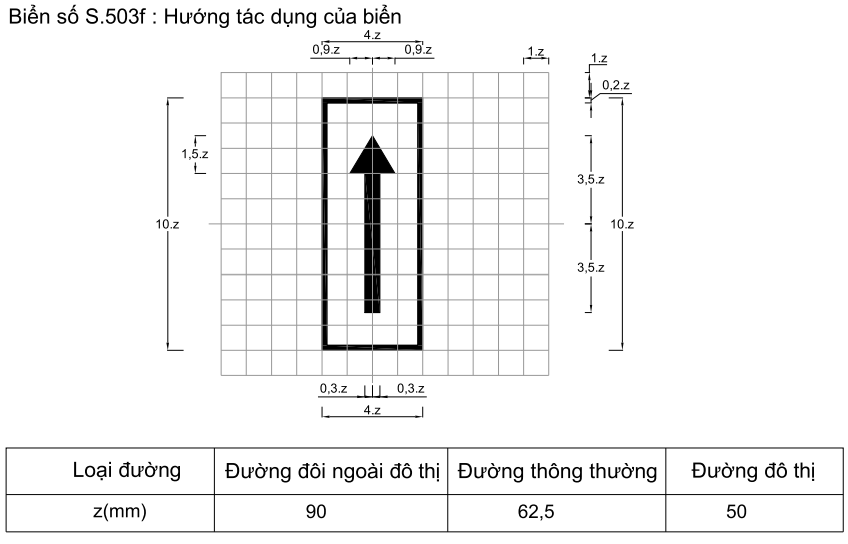 Biển số S.503f : Hướng tác dụng của biển
4.z
0,9.z 0,9.z 1.z
1.z
0,2.z
1,5.z
3,5.z
10.z 10.z
3,5.z
0,3.z 0,3.z
4.z
Loại đường Đường đôi ngoài đô thị Đường thông thường Đường đô thị
z(mm) 90 62,5 50